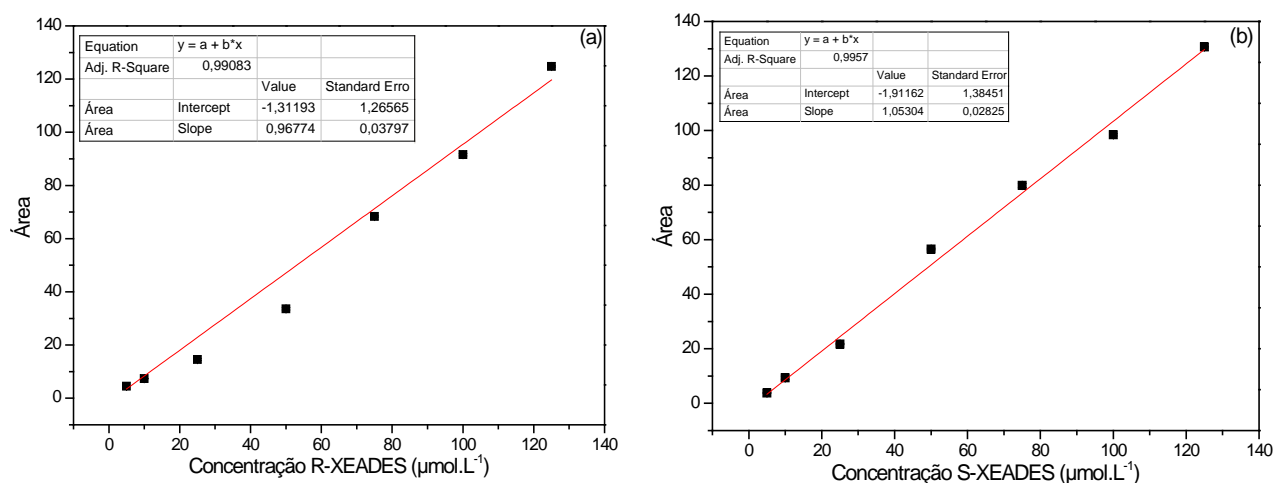 (a)
Equation y = a + b*x
Adj. R-Square 0,99083
Value Standard Erro
Área Intercept -1,31193 1,26565
Área Slope 0,96774 0,03797
140
120
100
80
60
40
20
0
Área
0 20 40 60 80 100 120 140
Concentração R-XEADES (µmol.L⁻¹)
(b)
Equation y = a + b*x
Adj. R-Square 0,9957
Value Standard Error
Área Intercept -1,91162 1,38451
Área Slope 1,05304 0,02825
140
120
100
80
60
40
20
0
Área
0 20 40 60 80 100 120 140
Concentração S-XEADES (µmol.L⁻¹)